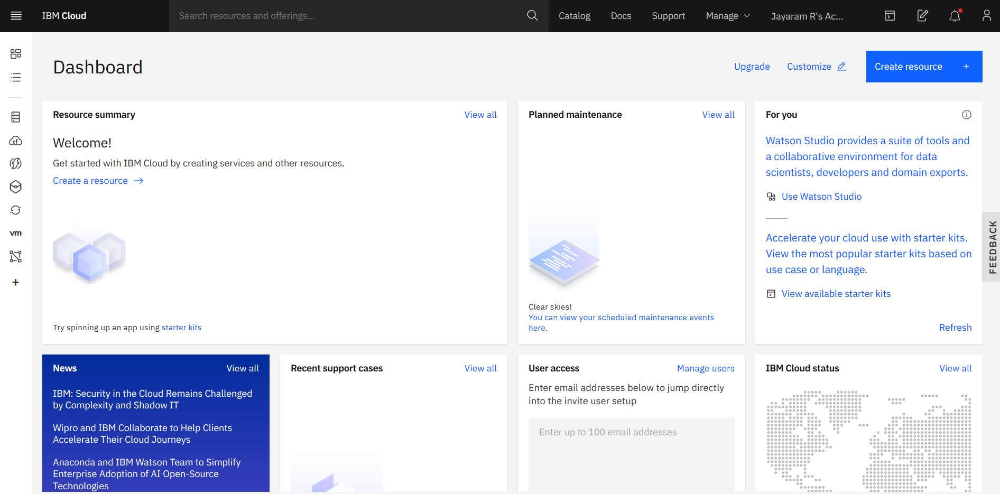 IBM Cloud
Search resources and offerings...
Catalog
Docs
Support
Manage
Jayaram R's Ac...
Dashboard
Upgrade
Customize
Create resource +
Resource summary
View all
Welcome!
Get started with IBM Cloud by creating services and other resources.
Create a resource
Try spinning up an app using starter kits
Planned maintenance
View all
Clear skies!
You can view your scheduled maintenance events
here.
For you
Watson Studio provides a suite of tools and
a collaborative environment for data
scientists, developers and domain experts.
Use Watson Studio
Accelerate your cloud use with starter kits.
View the most popular starter kits based on
use case or language.
View available starter kits
Refresh
FEEDBACK
cf
vm
News
View all
IBM: Security in the Cloud Remains Challenged
by Complexity and Shadow IT
Wipro and IBM Collaborate to Help Clients
Accelerate Their Cloud Journeys
Anaconda and IBM Watson Team to Simplify
Enterprise Adoption of AI Open-Source
Technologies
Recent support cases
View all
User access
Manage users
Enter email addresses below to jump directly
into the invite user setup
Enter up to 100 email addresses
IBM Cloud status
View all